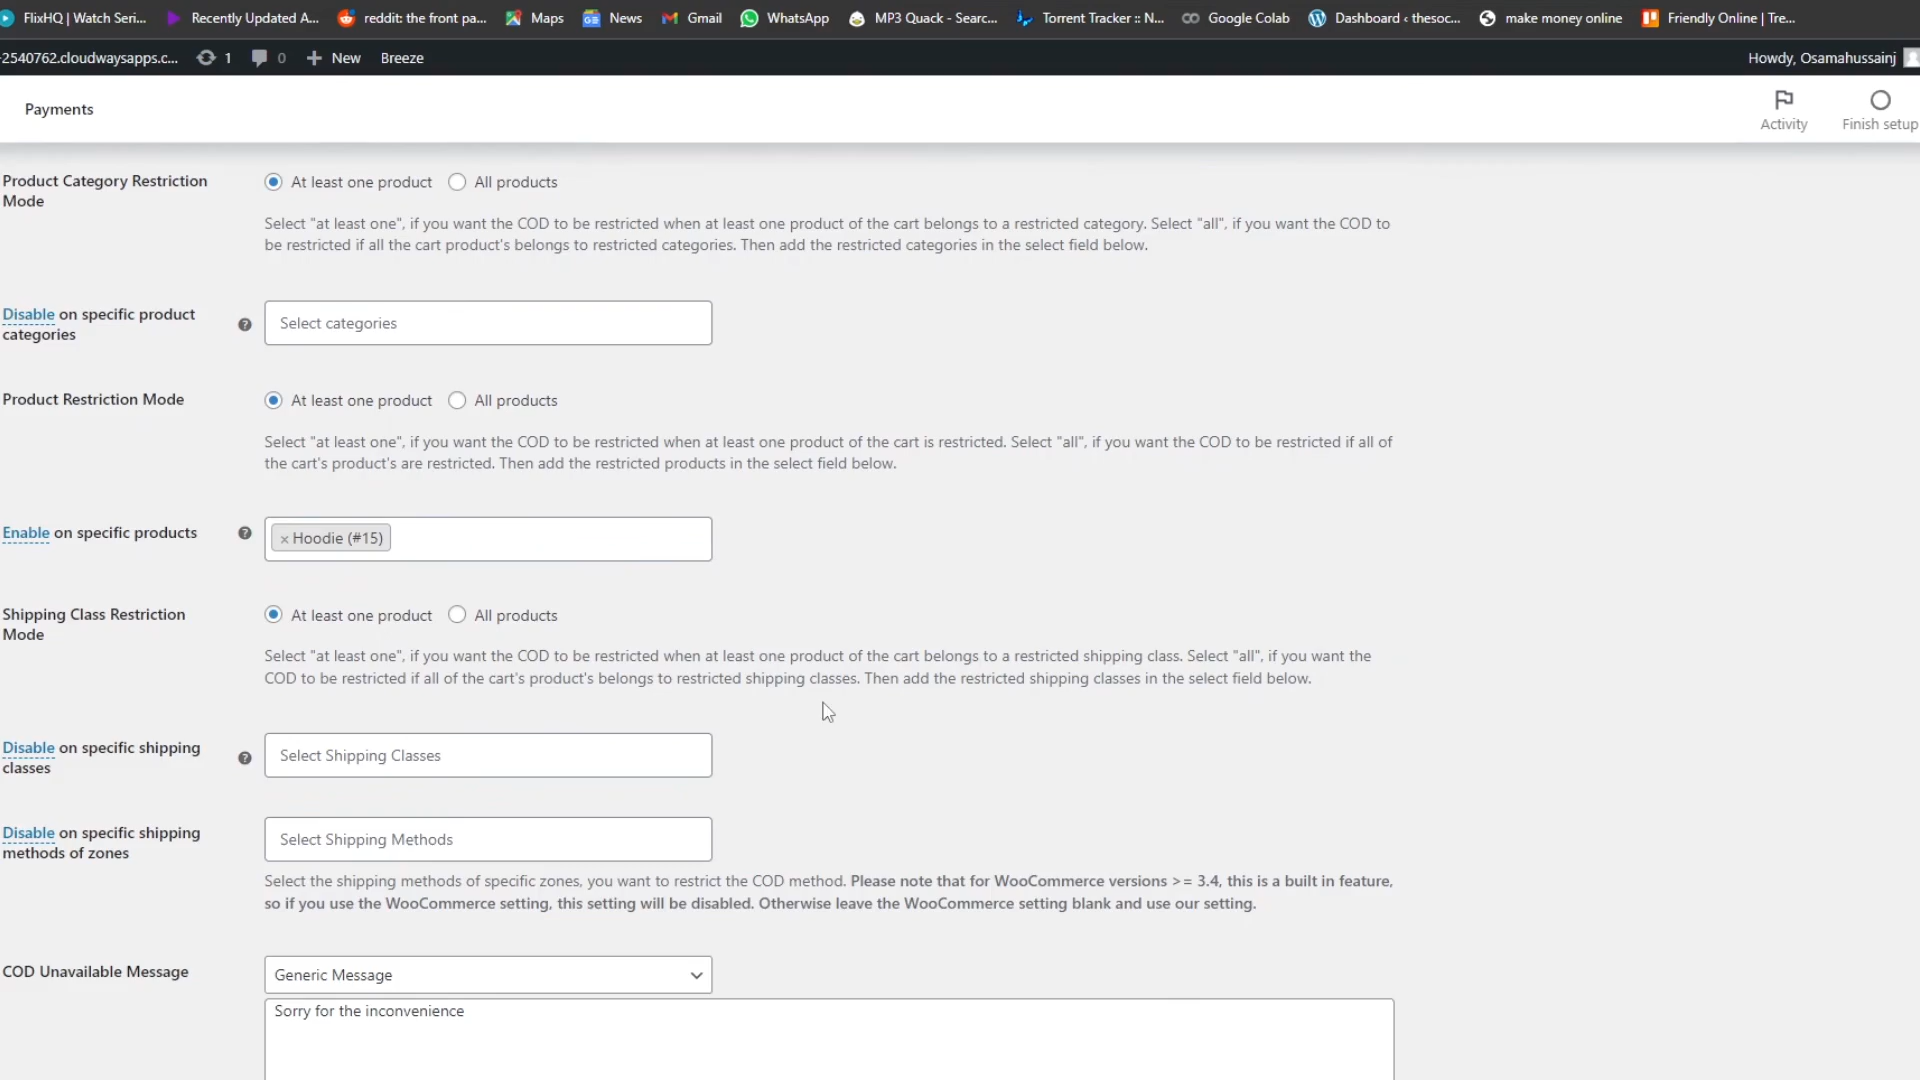 FlixHQ | Watch Seri... Recently Updated A... reddit: the front pa... Maps News Gmail WhatsApp MP3 Quack - Searc... Torrent Tracker :: N... Google Colab Dashboard ‹ thesoc... make money online Friendly Online | Tre...
2540762.cloudwaysapps.c... 1 0 New Breeze Howdy, Osamahussainj
Payments
Activity
Finish setup
Product Category Restriction
Mode
At least one product All products
Select "at least one", if you want the COD to be restricted when at least one product of the cart belongs to a restricted category. Select "all", if you want the COD to
be restricted if all the cart product's belongs to restricted categories. Then add the restricted categories in the select field below.
Disable on specific product
categories
Select categories
Product Restriction Mode
At least one product All products
Select "at least one", if you want the COD to be restricted when at least one product of the cart is restricted. Select "all", if you want the COD to be restricted if all of
the cart's product's are restricted. Then add the restricted products in the select field below.
Enable on specific products
× Hoodie (#15)
Shipping Class Restriction
Mode
At least one product All products
Select "at least one", if you want the COD to be restricted when at least one product of the cart belongs to a restricted shipping class. Select "all", if you want the
COD to be restricted if all of the cart's product's belongs to restricted shipping classes. Then add the restricted shipping classes in the select field below.
Disable on specific shipping
classes
Select Shipping Classes
Disable on specific shipping
methods of zones
Select Shipping Methods
Select the shipping methods of specific zones, you want to restrict the COD method. Please note that for WooCommerce versions >= 3.4, this is a built in feature,
so if you use the WooCommerce setting, this setting will be disabled. Otherwise leave the WooCommerce setting blank and use our setting.
COD Unavailable Message
Generic Message
Sorry for the inconvenience